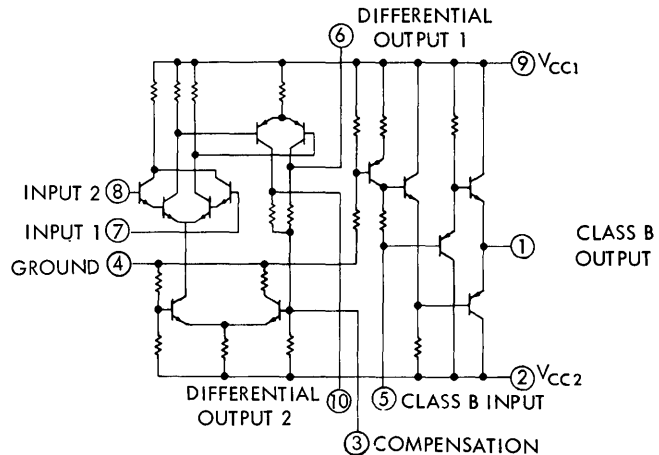 DIFFERENTIAL
OUTPUT 1
6
9 VCC1
INPUT 2 8
INPUT 1 7
GROUND 4
1
CLASS B
OUTPUT
2 VCC2
DIFFERENTIAL
OUTPUT 2
10
5 CLASS B INPUT
3 COMPENSATION